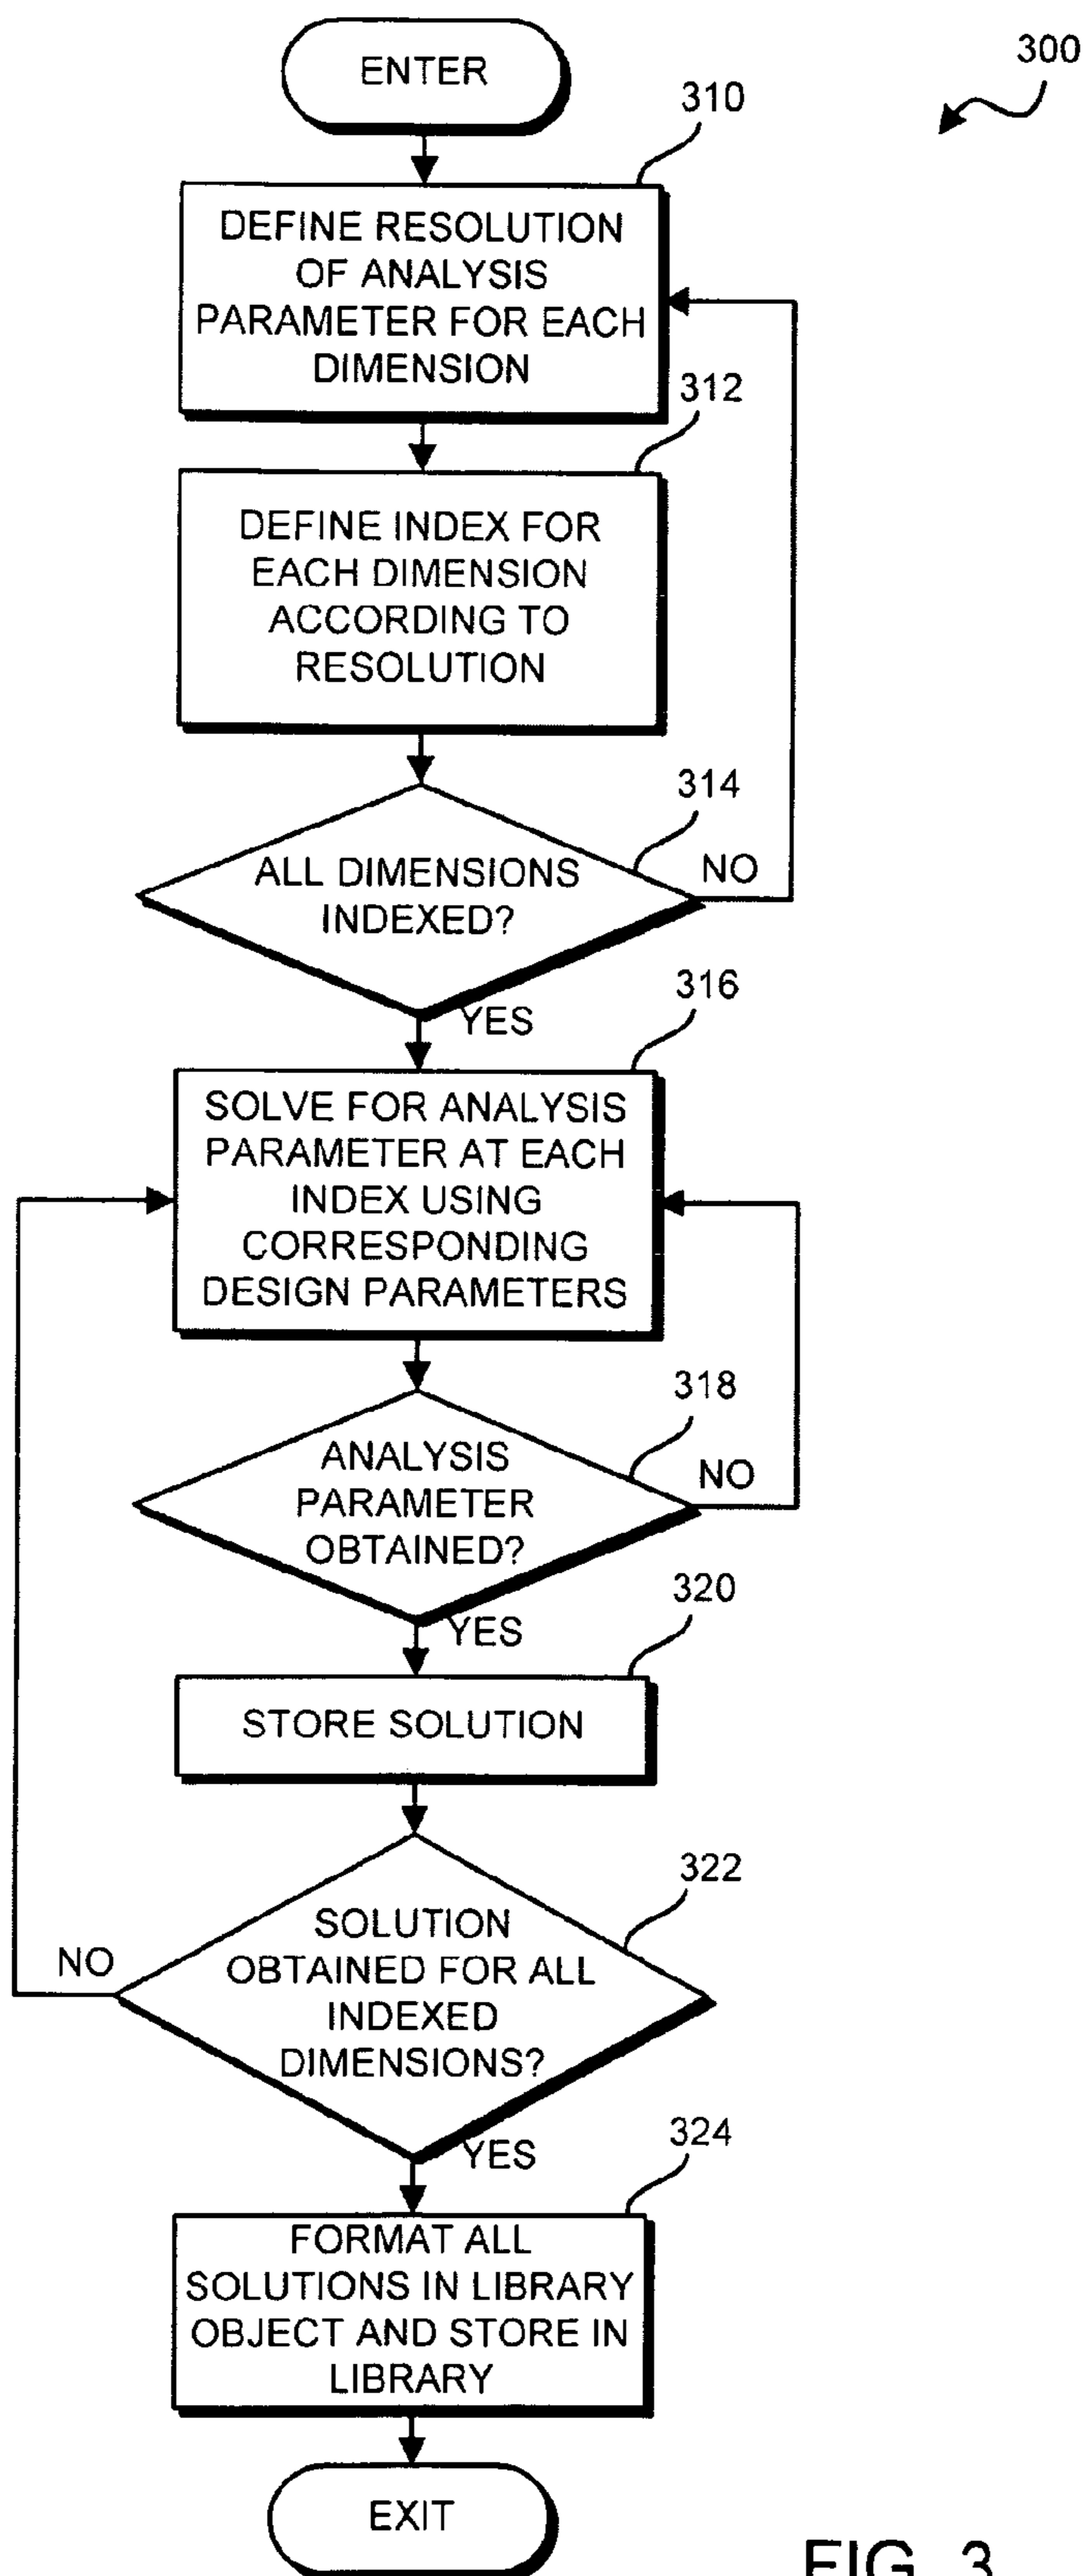 300
ENTER
310
DEFINE RESOLUTION
OF ANALYSIS
PARAMETER FOR EACH
DIMENSION
312
DEFINE INDEX FOR
EACH DIMENSION
ACCORDING TO
RESOLUTION
314
ALL DIMENSIONS
INDEXED?
NO
YES
316
SOLVE FOR ANALYSIS
PARAMETER AT EACH
INDEX USING
CORRESPONDING
DESIGN PARAMETERS
318
ANALYSIS
PARAMETER
OBTAINED?
NO
YES
320
STORE SOLUTION
322
SOLUTION
OBTAINED FOR ALL
INDEXED
DIMENSIONS?
NO
YES
324
FORMAT ALL
SOLUTIONS IN LIBRARY
OBJECT AND STORE IN
LIBRARY
EXIT
FIG. 3